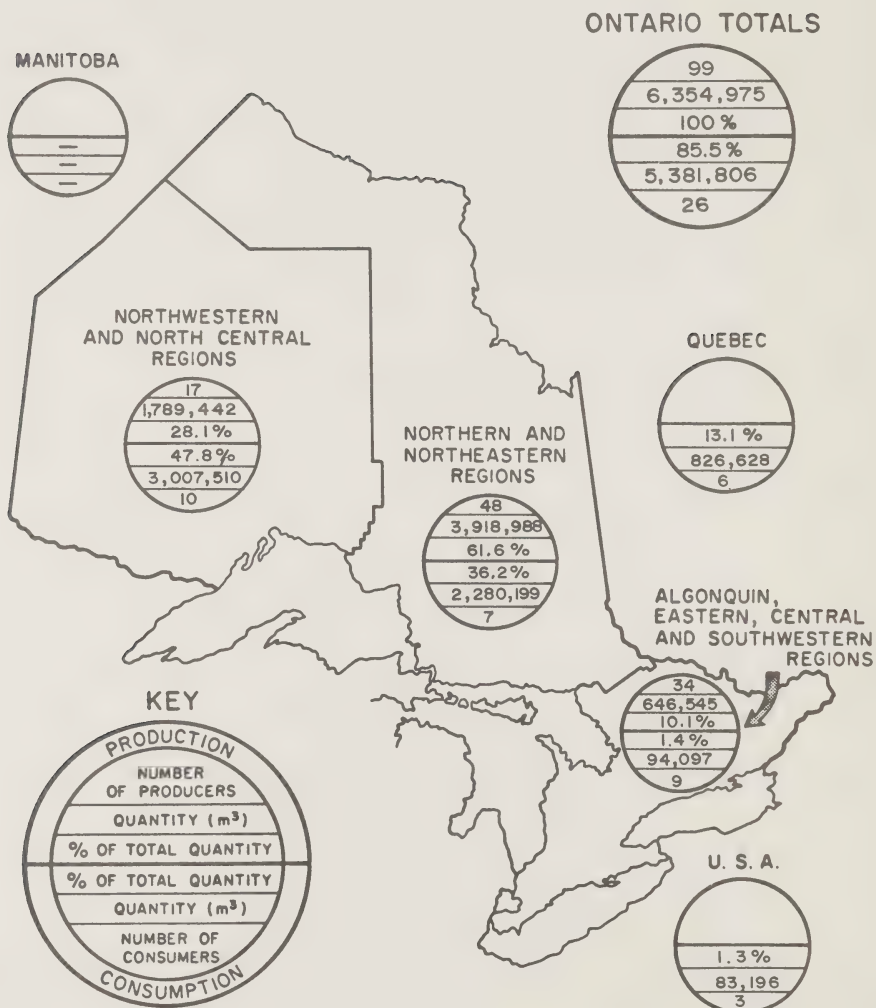 ONTARIO TOTALS
99
6,354,975
100 %
85.5%
5,381,806
26
MANITOBA
—
—
—
NORTHWESTERN
AND NORTH CENTRAL
REGIONS
17
1,789,442
28.1%
47.8%
3,007,510
10
QUEBEC
13.1 %
826,628
6
NORTHERN AND
NORTHEASTERN
REGIONS
48
3,918,988
61.6 %
36.2%
2,280,199
7
ALGONQUIN,
EASTERN, CENTRAL
AND SOUTHWESTERN
REGIONS
34
646,545
10.1%
1.4%
94,097
9
KEY
PRODUCTION
NUMBER
OF PRODUCERS
QUANTITY (m³)
% OF TOTAL QUANTITY
% OF TOTAL QUANTITY
QUANTITY (m³)
NUMBER OF
CONSUMERS
CONSUMPTION
U. S. A.
1.3%
83,196
3